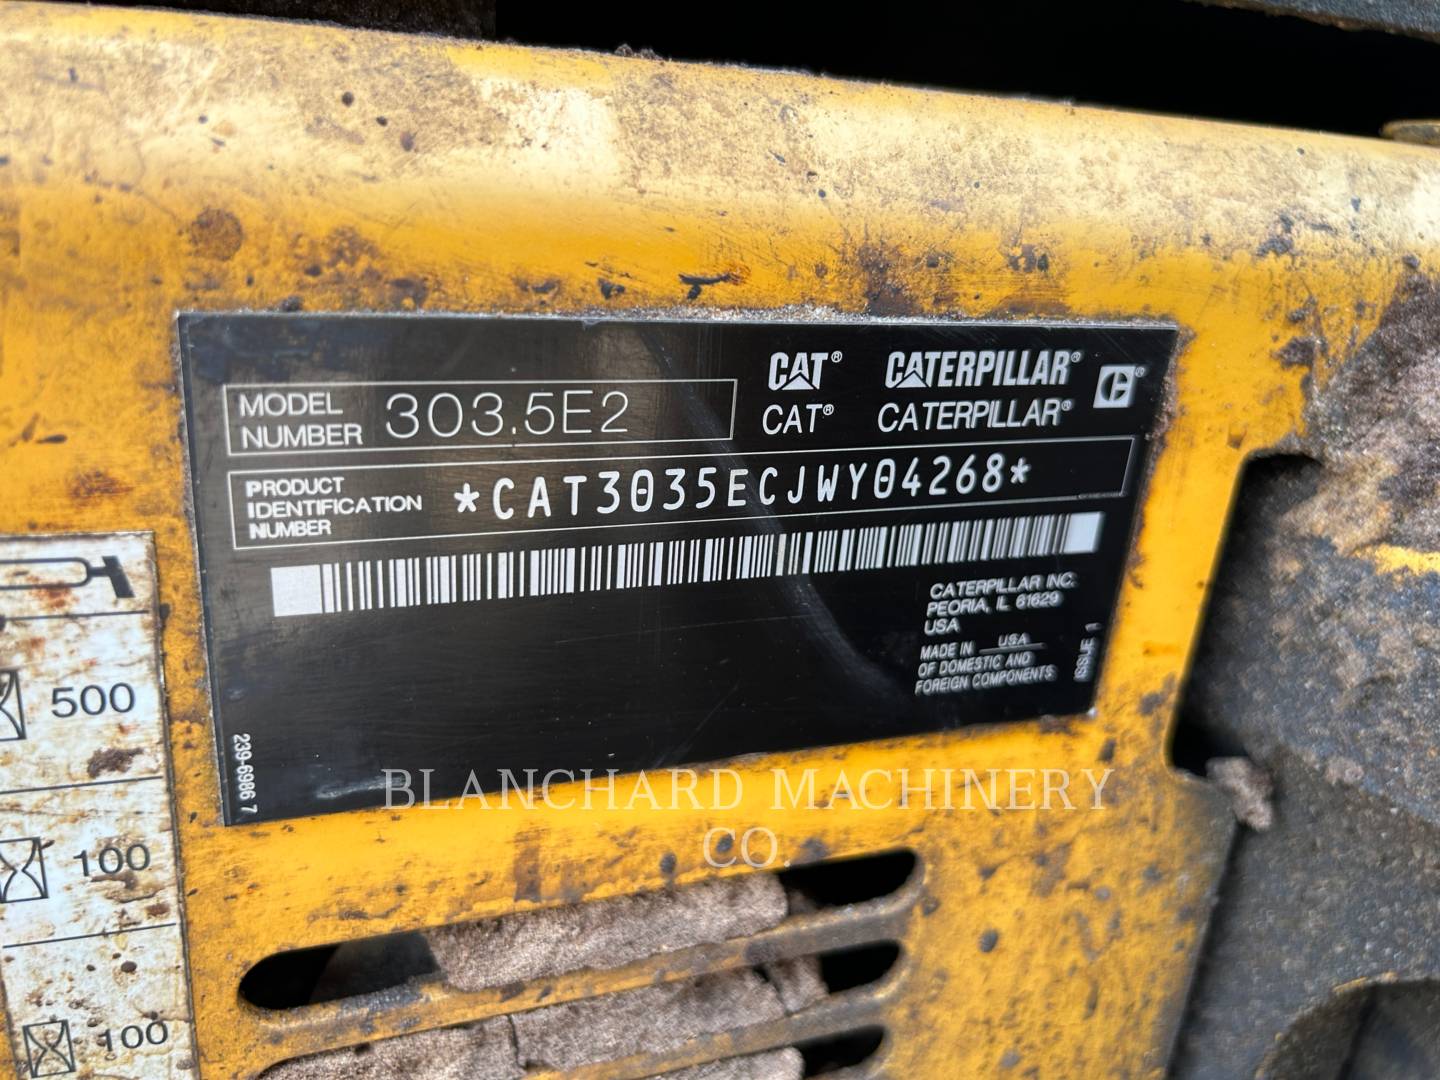 CAT® CATERPILLAR®
CAT® CATERPILLAR®
MODEL
NUMBER 303.5E2
PRODUCT
IDENTIFICATION
NUMBER *CAT3035ECJWY04268*
CATERPILLAR INC.
PEORIA, IL 61629
USA
MADE IN USA
OF DOMESTIC AND
FOREIGN COMPONENTS
ISSUE 1
239-6986 7
500
100
100
BLANCHARD MACHINERY
CO.